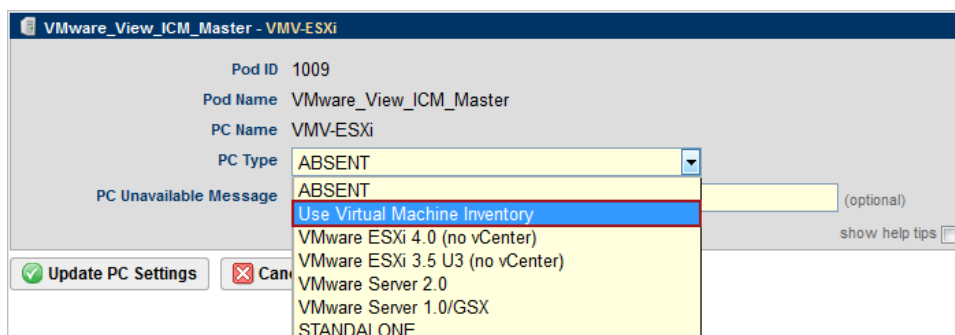 VMware_View_ICM_Master - VMV-ESXi
Pod ID 1009
Pod Name VMware_View_ICM_Master
PC Name VMV-ESXi
PC Type ABSENT
PC Unavailable Message (optional)
ABSENT
Use Virtual Machine Inventory
VMware ESXi 4.0 (no vCenter)
VMware ESXi 3.5 U3 (no vCenter)
VMware Server 2.0
VMware Server 1.0/GSX
STANDALONE
show help tips
Update PC Settings Can